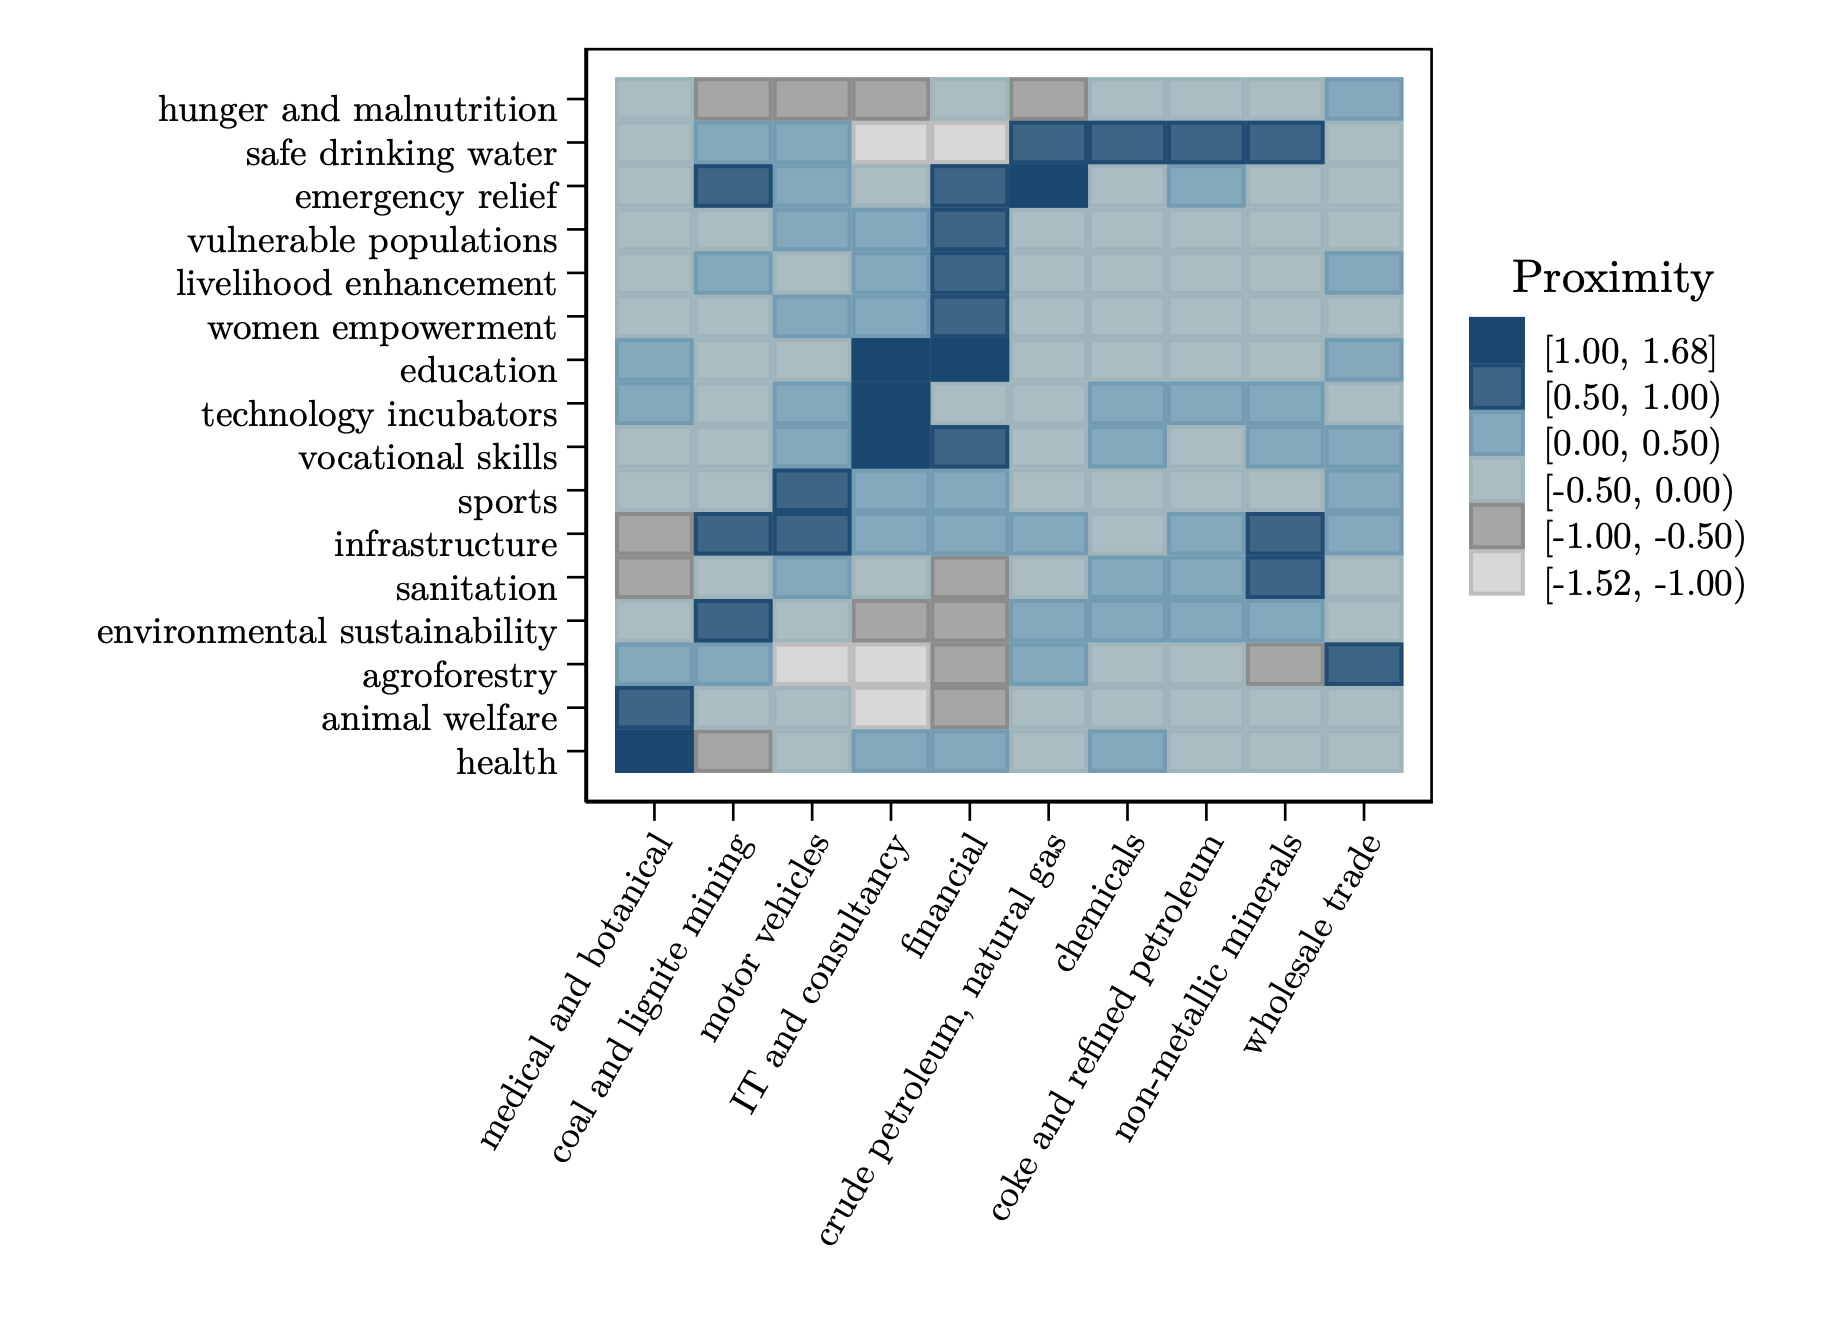 hunger and malnutrition
safe drinking water
emergency relief
vulnerable populations
livelihood enhancement
women empowerment
education
technology incubators
vocational skills
sports
infrastructure
sanitation
environmental sustainability
agroforestry
animal welfare
health
medical and botanical
coal and lignite mining
motor vehicles
IT and consultancy
financial
crude petroleum, natural gas
chemicals
coke and refined petroleum
non-metallic minerals
wholesale trade
Proximity
[1.00, 1.68]
[0.50, 1.00)
[0.00, 0.50)
[-0.50, 0.00)
[-1.00, -0.50)
[-1.52, -1.00)